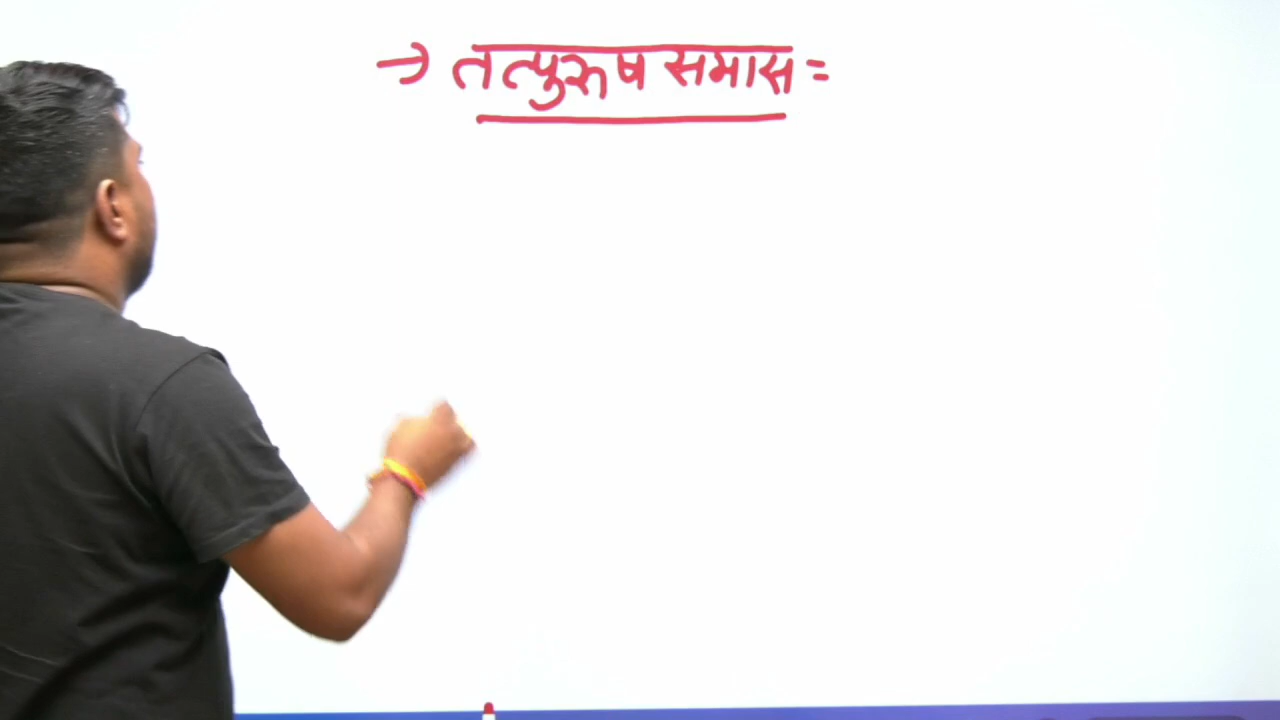 → तत्पुरुष समास =